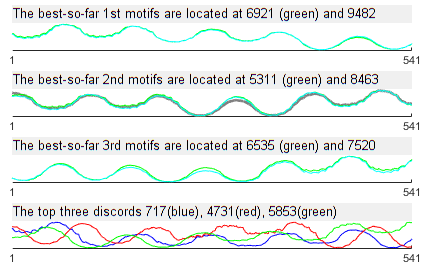 The best-so-far 1st motifs are located at 6921 (green) and 9482
1 541
The best-so-far 2nd motifs are located at 5311 (green) and 8463
1 541
The best-so-far 3rd motifs are located at 6535 (green) and 7520
1 541
The top three discords 717(blue), 4731(red), 5853(green)
1 541